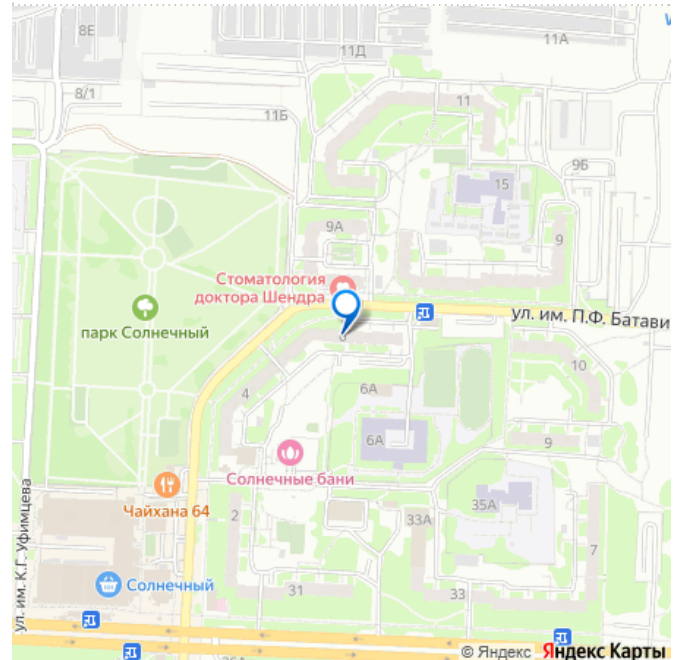 8Е
11Д
11А
8/1
11Б
11
9Б
15
9А
9
Стоматология
доктора Шендра
ул. им. П.Ф. Батави
парк Солнечный
4
6А
10
6А
9
Солнечные бани
Чайхана 64
35А
2
33А
ул. им. К.Г. Уфимцева
7
Солнечный
31
33
© Яндекс Яндекс Карты